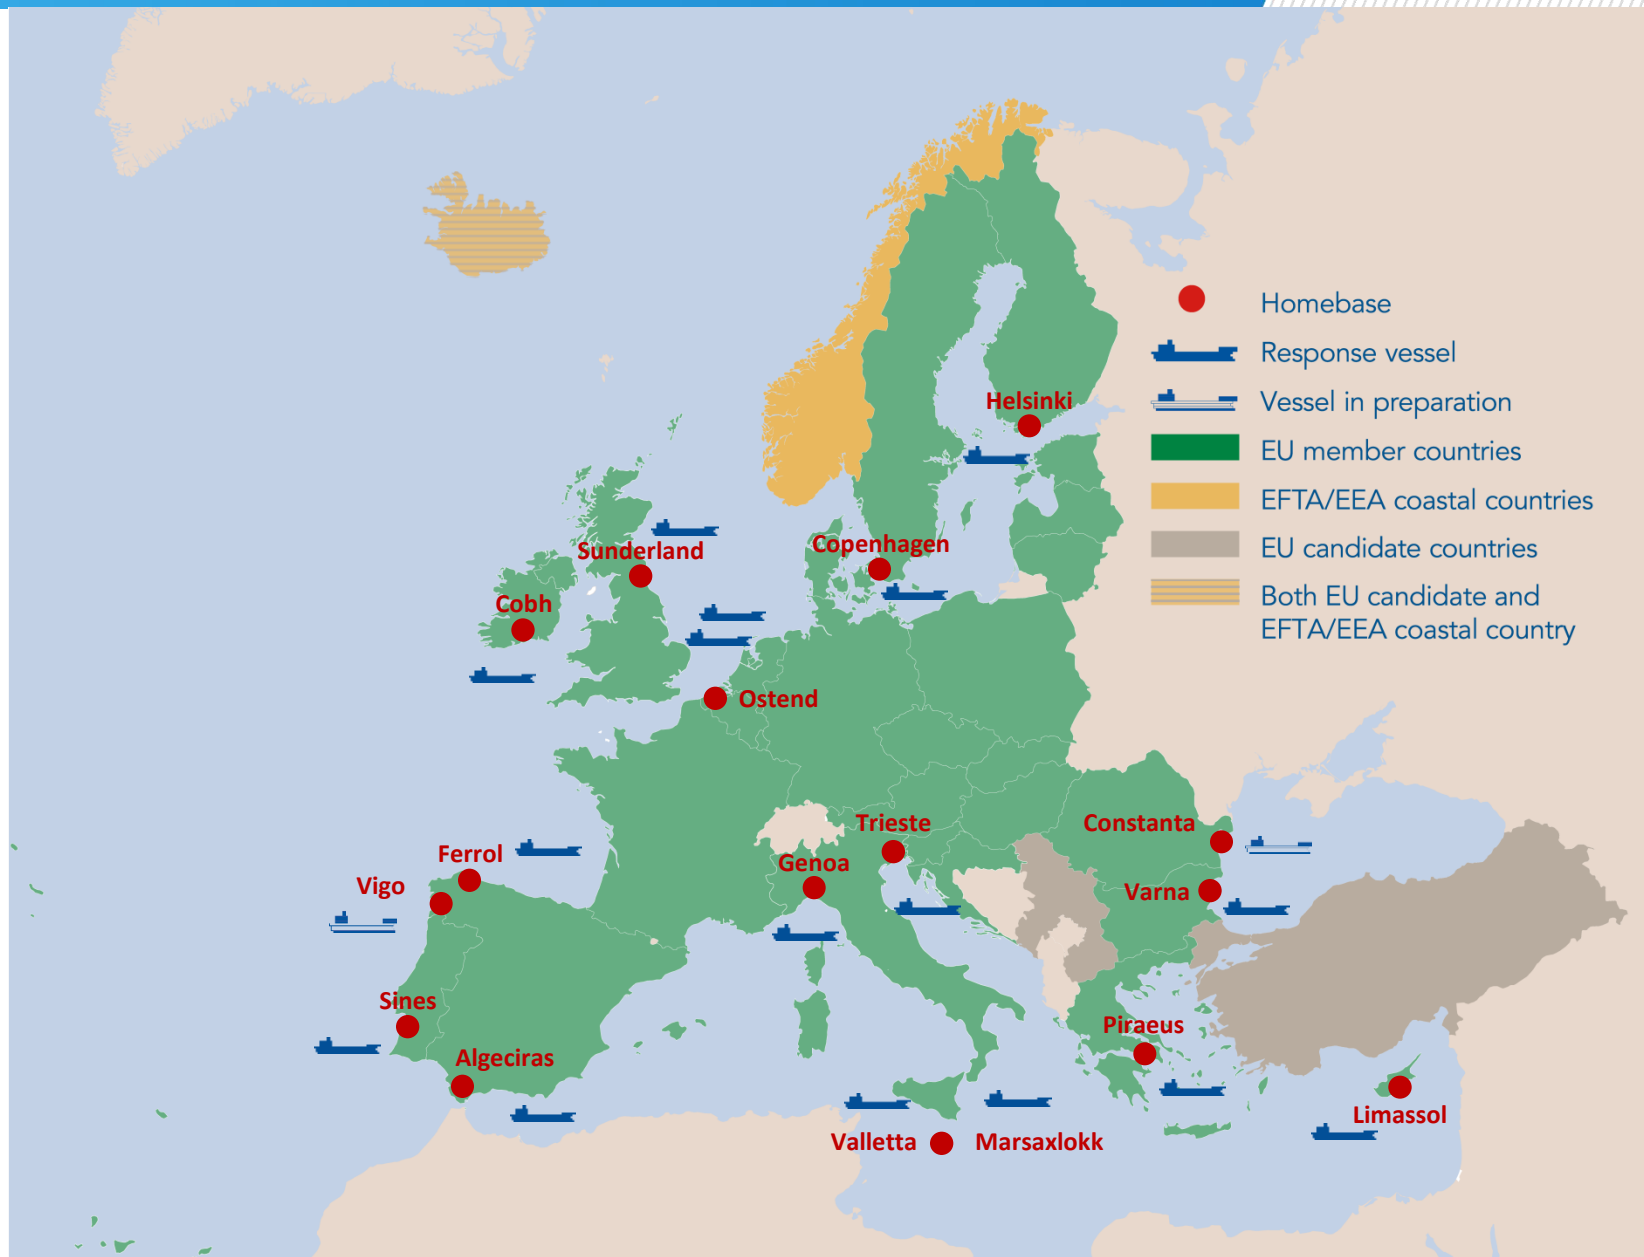 Homebase
Response vessel
Vessel in preparation
EU member countries
EFTA/EEA coastal countries
EU candidate countries
Both EU candidate and
EFTA/EEA coastal country
Helsinki
Copenhagen
Sunderland
Cobh
Ostend
Trieste
Constanta
Genoa
Ferrol
Vigo
Varna
Sines
Piraeus
Algeciras
Limassol
Valletta
Marsaxlokk